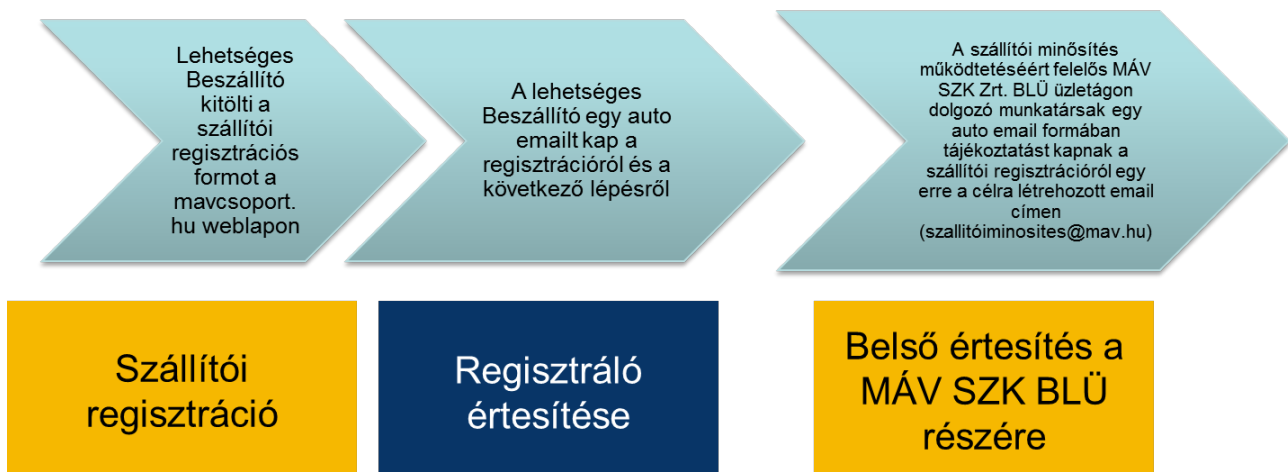 Lehetséges
Beszállító
kitölti a
szállítói
regisztrációs
formot a
mavcsoport.
hu weblapon
A lehetséges
Beszállító egy auto
emailt kap a
regisztrációról és a
következő lépésről
A szállítói minősítés
működtetéséért felelős MÁV
SZK Zrt. BLÜ üzletágon
dolgozó munkatársak egy
auto email formában
tájékoztatást kapnak a
szállítói regisztrációról egy
erre a célra létrehozott email
címen
(szallitóiminosites@mav.hu)
Szállítói
regisztráció
Regisztráló
értesítése
Belső értesítés a
MÁV SZK BLÜ
részére